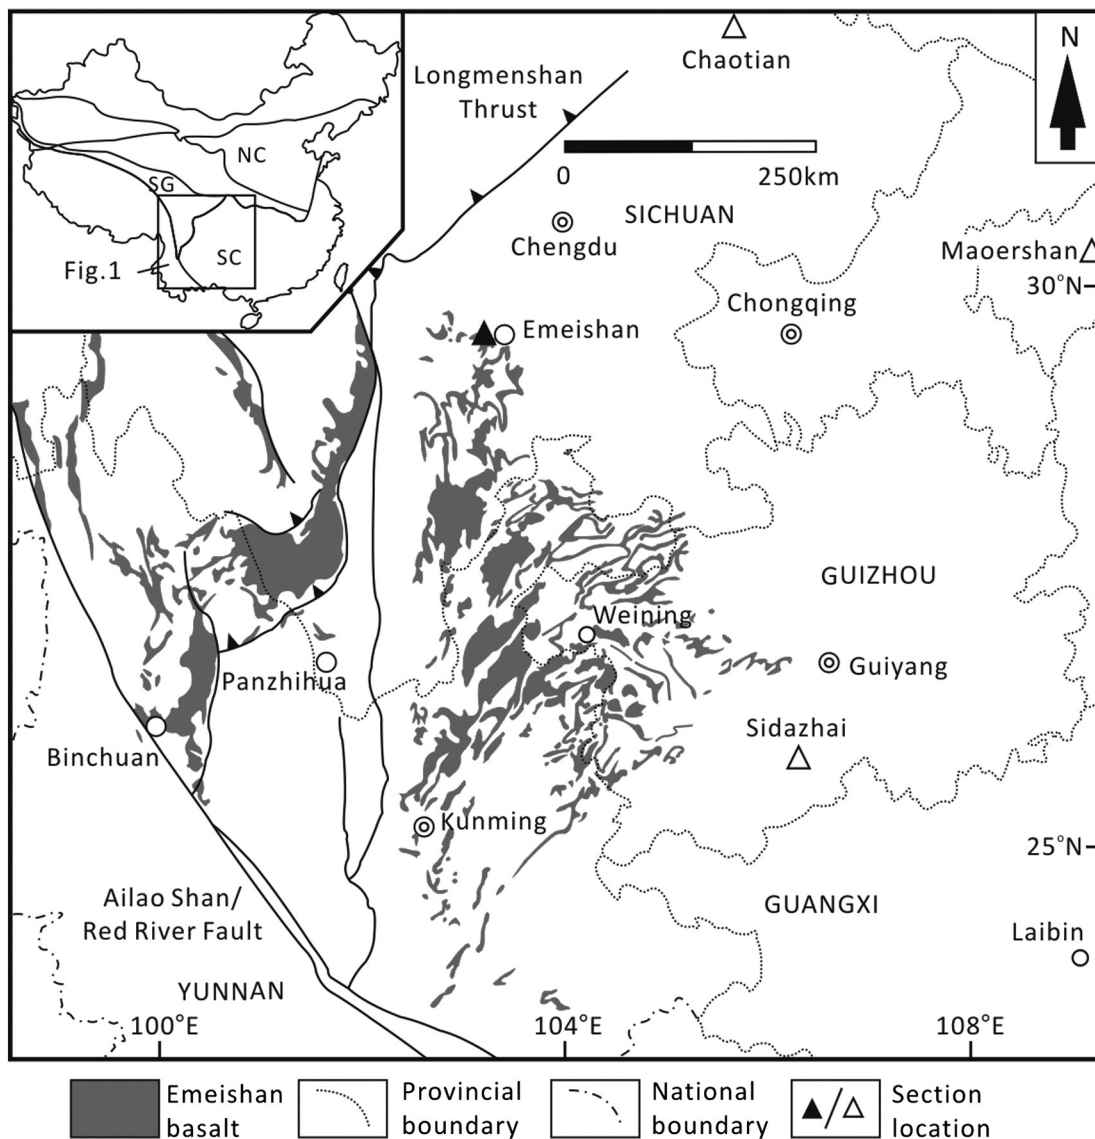 Longmenshan
Thrust
Chaotian
N
NC
SG
SC
Fig.1
0
250km
SICHUAN
Chengdu
Maoershan
30°N
Chongqing
Emeishan
GUIZHOU
Weining
Guiyang
Panzhihua
Sidazhai
Binchuan
Kunming
25°N
Ailao Shan/
Red River Fault
GUANGXI
Laibin
YUNNAN
100°E
104°E
108°E
Emeishan
basalt
Provincial
boundary
National
boundary
/
Section
location